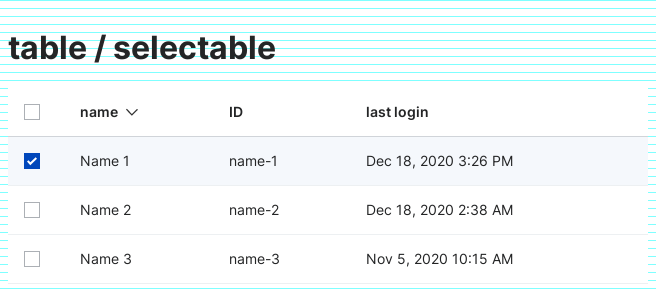 table / selectable
name ID last login
Name 1 name-1 Dec 18, 2020 3:26 PM
Name 2 name-2 Dec 18, 2020 2:38 AM
Name 3 name-3 Nov 5, 2020 10:15 AM